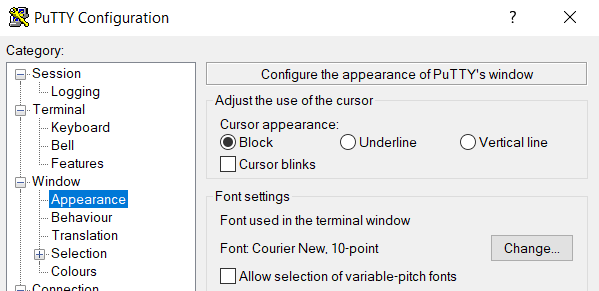 PuTTY Configuration
?
Category:
Session
Logging
Terminal
Keyboard
Bell
Features
Window
Appearance
Behaviour
Translation
Selection
Colours
Connection
Configure the appearance of PuTTY's window
Adjust the use of the cursor
Cursor appearance:
Block Underline Vertical line
Cursor blinks
Font settings
Font used in the terminal window
Font: Courier New, 10-point Change...
Allow selection of variable-pitch fonts